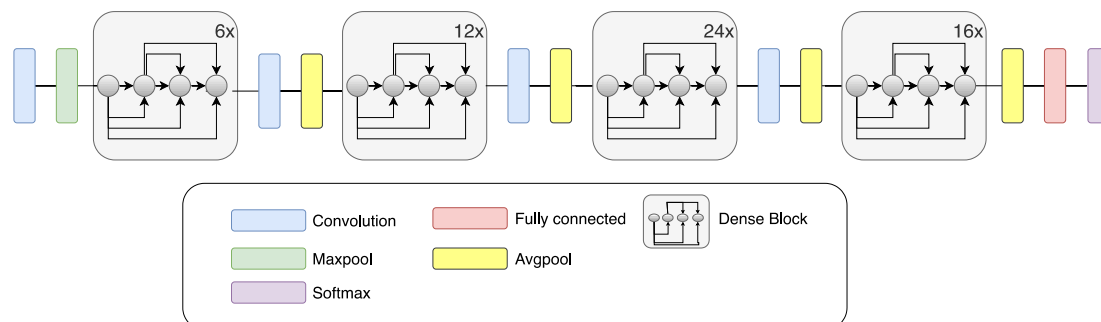 6x 12x 24x 16x
Convolution Fully connected Dense Block
Maxpool Avgpool
Softmax